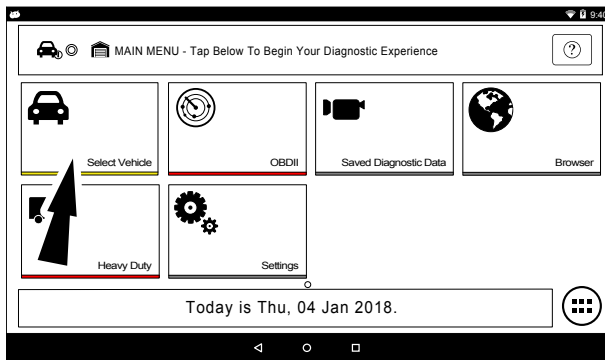 9:40
MAIN MENU - Tap Below To Begin Your Diagnostic Experience
?
Select Vehicle
OBDII
Saved Diagnostic Data
Browser
Heavy Duty
Settings
Today is Thu, 04 Jan 2018.